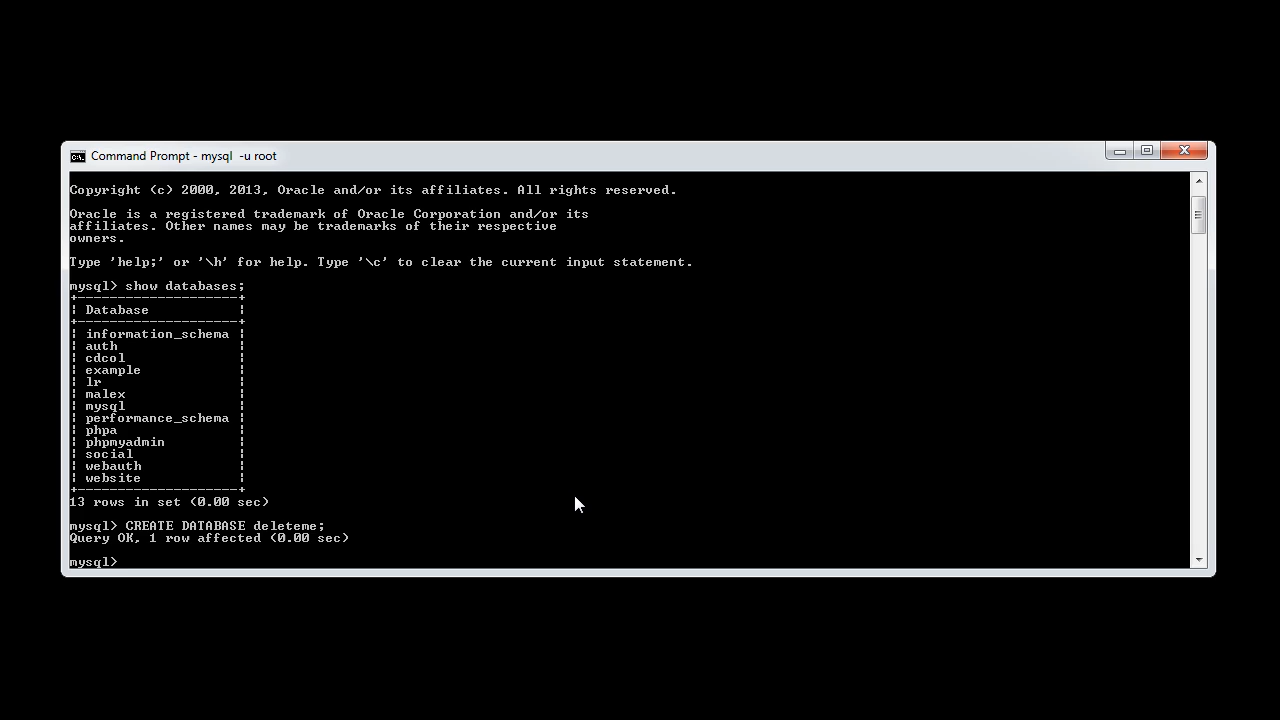 Command Prompt - mysql  -u root
Copyright (c) 2000, 2013, Oracle and/or its affiliates. All rights reserved.
Oracle is a registered trademark of Oracle Corporation and/or its
affiliates. Other names may be trademarks of their respective
owners.
Type 'help;' or '\h' for help. Type '\c' to clear the current input statement.
mysql> show databases;
+--------------------+
| Database           |
+--------------------+
| information_schema |
| auth               |
| cdcol              |
| example            |
| lr                 |
| malex              |
| mysql              |
| performance_schema |
| phpa               |
| phpmyadmin         |
| social             |
| webauth            |
| website            |
+--------------------+
13 rows in set (0.00 sec)
mysql> CREATE DATABASE deleteme;
Query OK, 1 row affected (0.00 sec)
mysql>